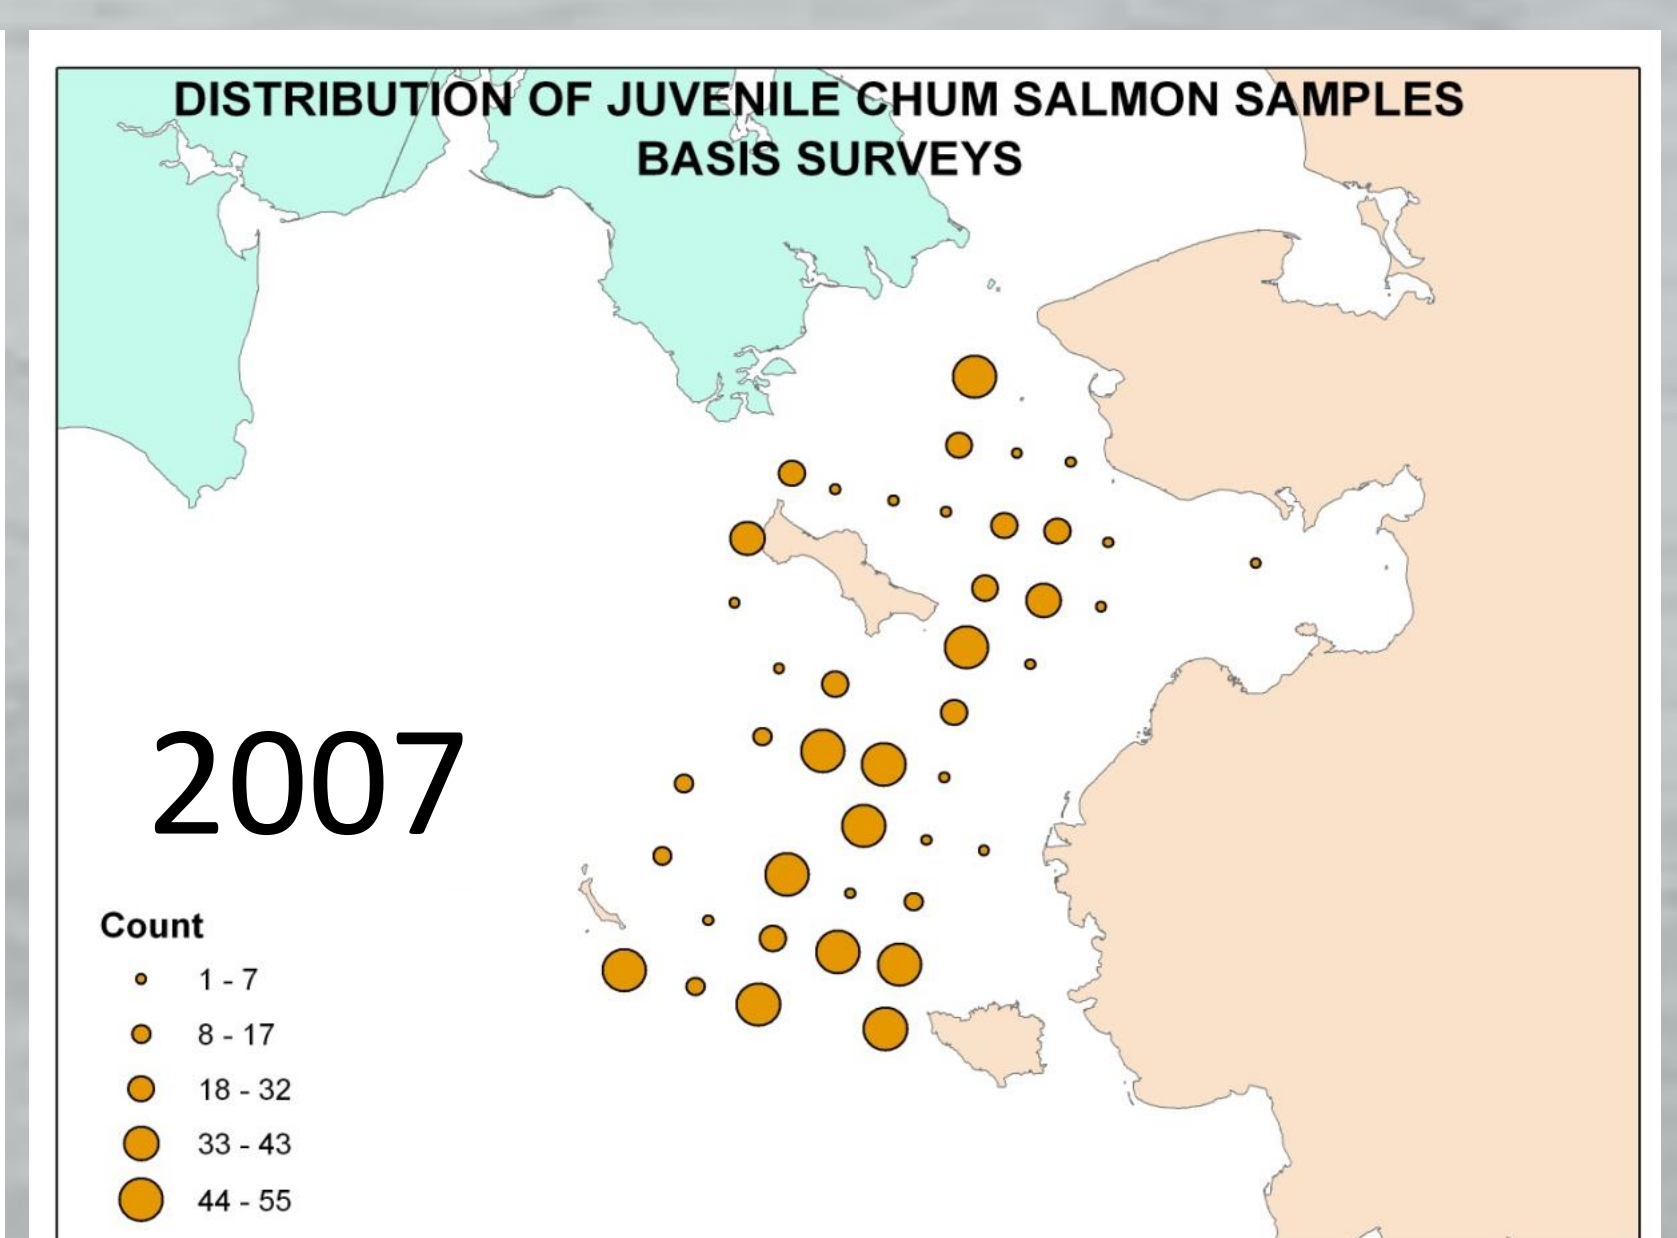 DISTRIBUTION OF JUVENILE CHUM SALMON SAMPLES
BASIS SURVEYS
2007
Count
1 - 7
8 - 17
18 - 32
33 - 43
44 - 55